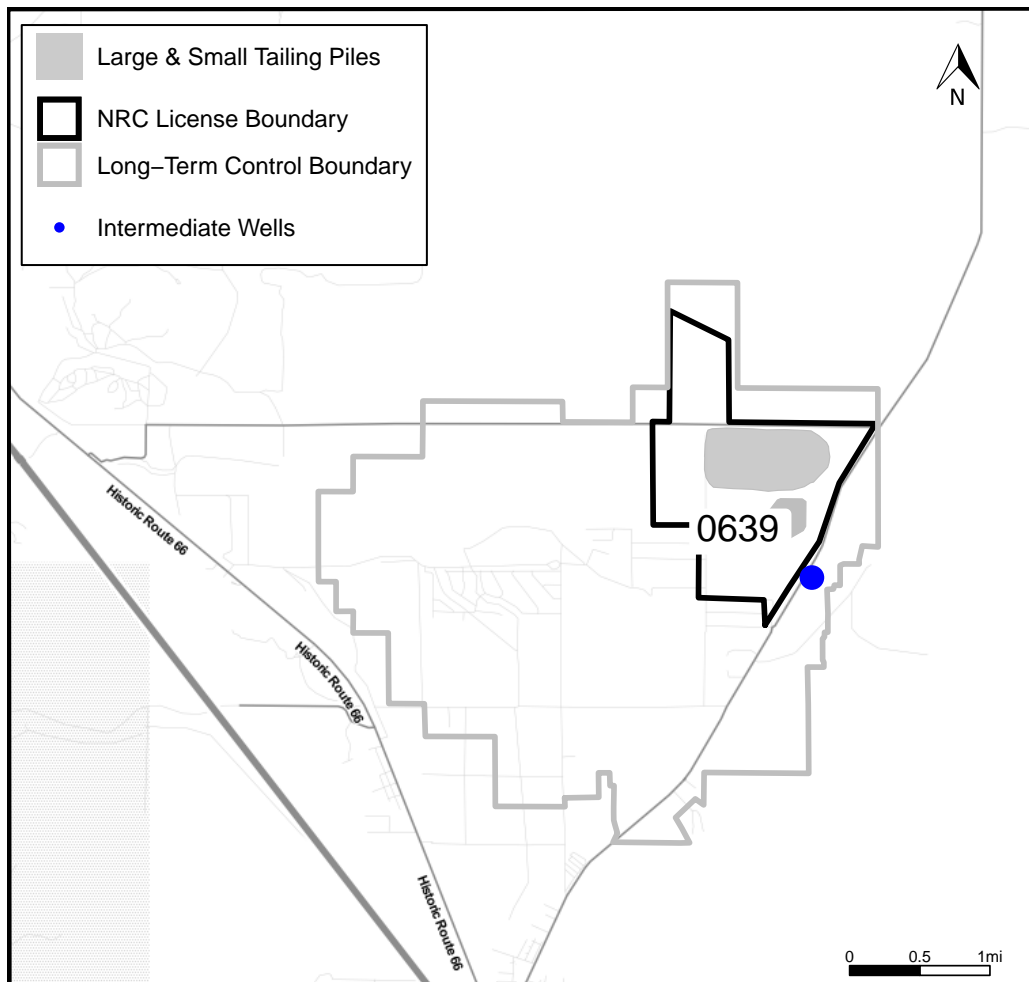 Large & Small Tailing Piles
NRC License Boundary
Long−Term Control Boundary
Intermediate Wells
N
Historic Route 66
0639
Historic Route 66
Historic Route 66
0 0.5 1mi